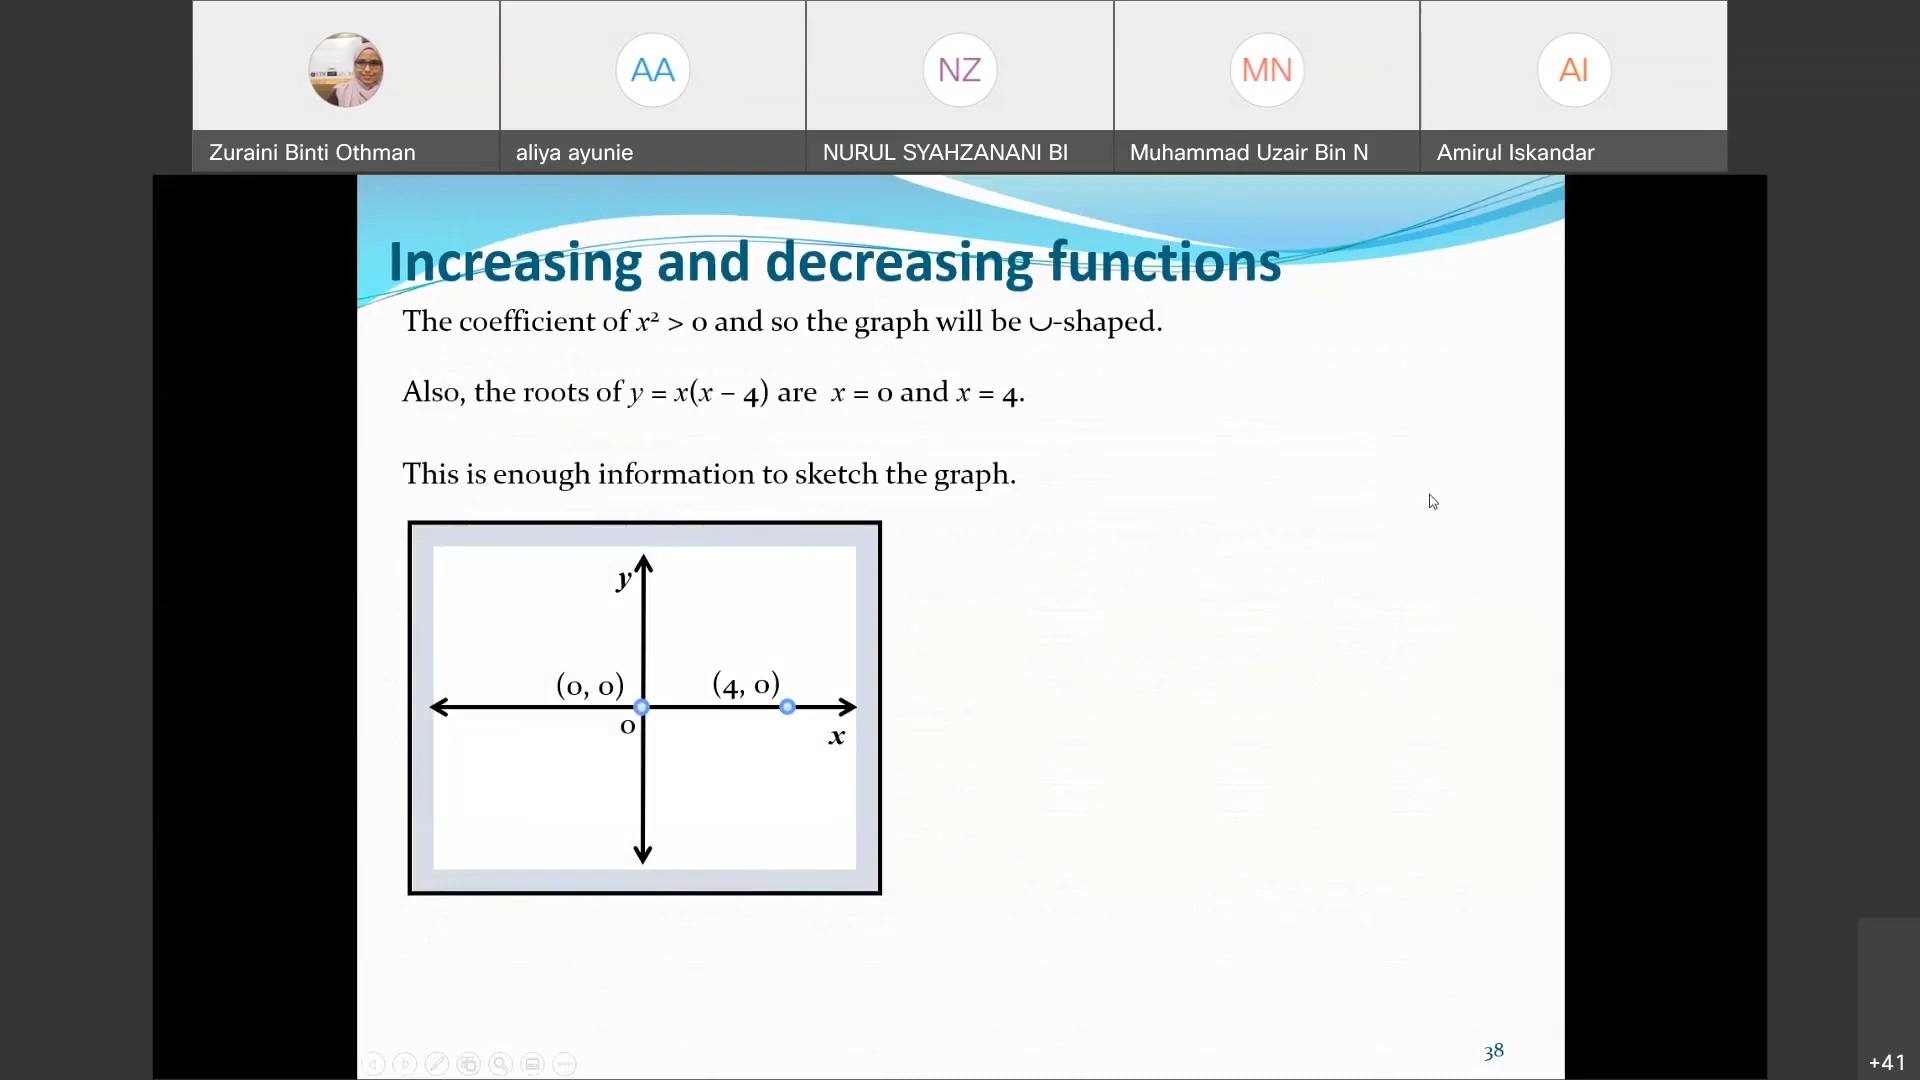 AA
NZ
MN
AI
Zuraini Binti Othman
aliya ayunie
NURUL SYAHZANANI BI
Muhammad Uzair Bin N
Amirul Iskandar
Increasing and decreasing functions
The coefficient of x² > 0 and so the graph will be ∪-shaped.
Also, the roots of y = x(x – 4) are x = 0 and x = 4.
This is enough information to sketch the graph.
y
(0, 0)
(4, 0)
0
x
38
+41